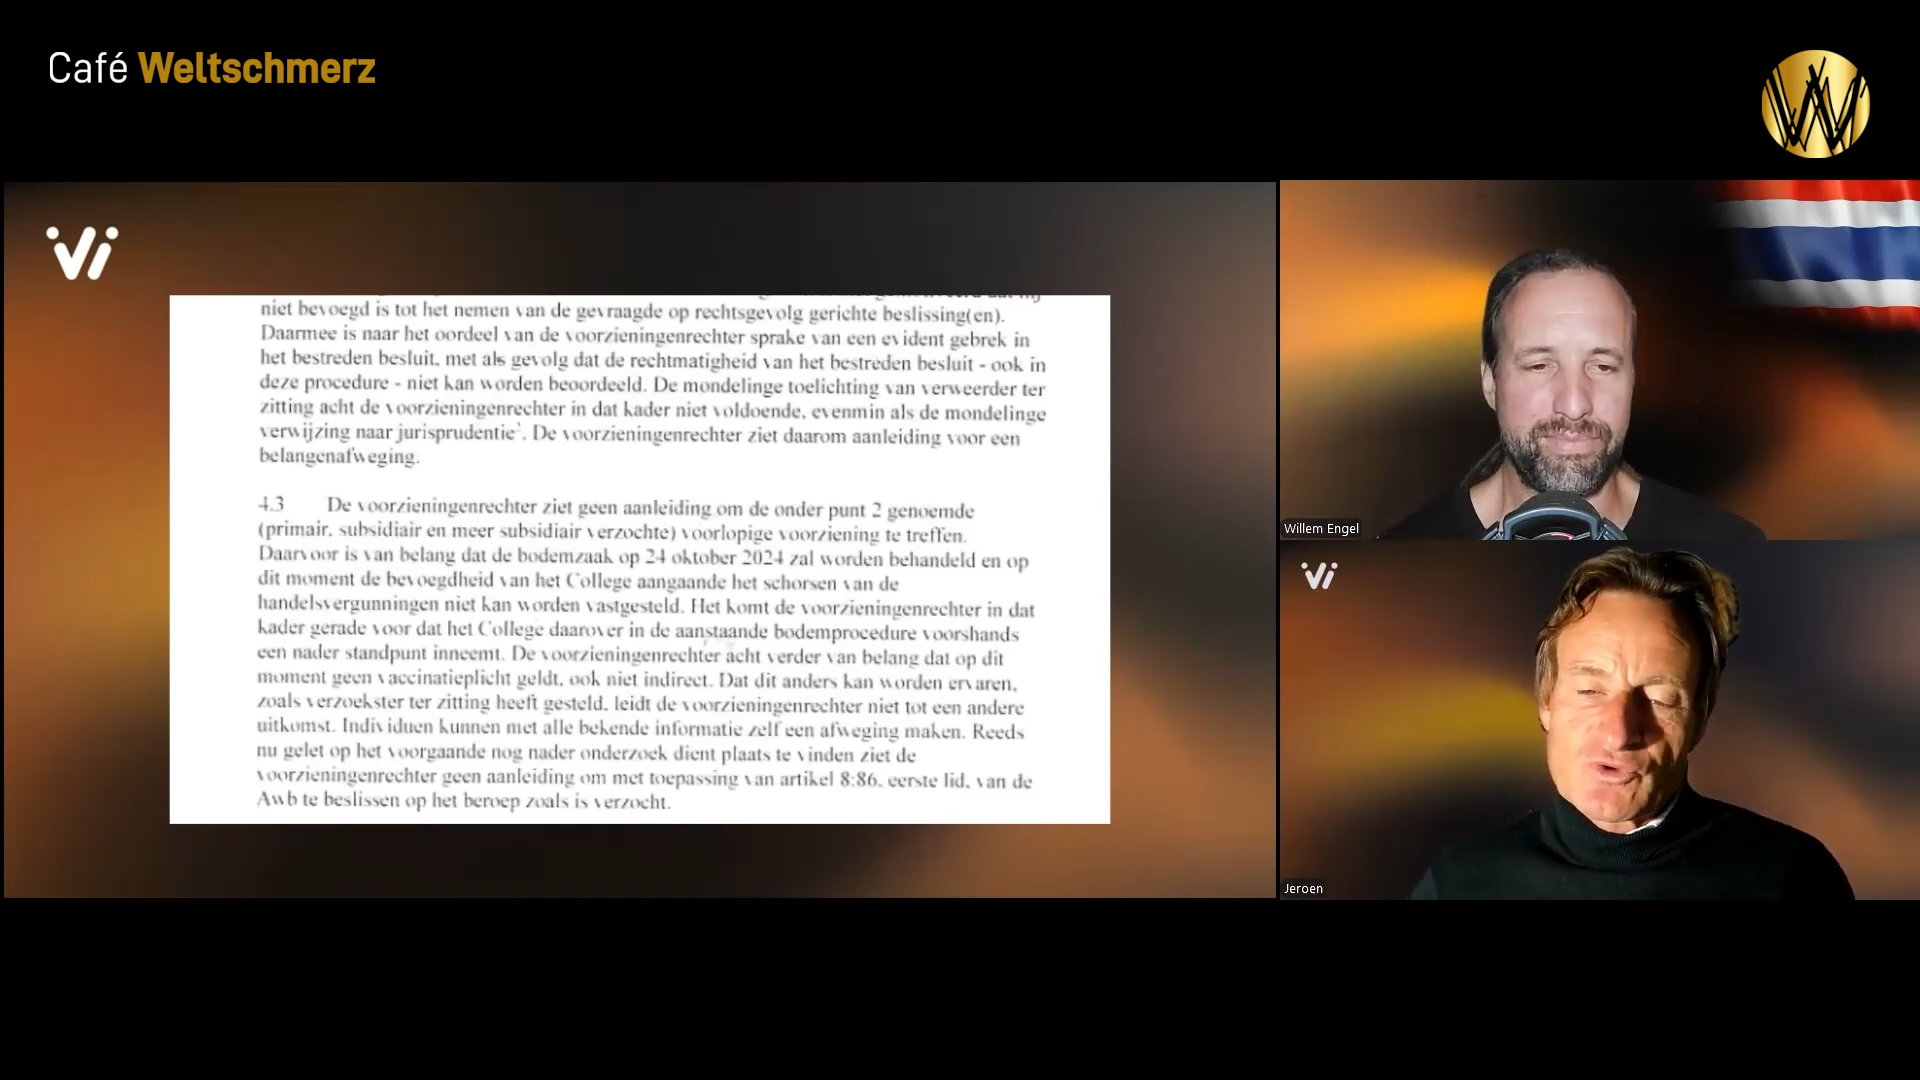 Café Weltschmerz
niet bevoegd is tot het nemen van de gevraagde op rechtsgevolg gerichte beslissing(en).
Daarmee is naar het oordeel van de voorzieningenrechter sprake van een evident gebrek in
het bestreden besluit, met als gevolg dat de rechtmatigheid van het bestreden besluit - ook in
deze procedure - niet kan worden beoordeeld. De mondelinge toelichting van verweerder ter
zitting acht de voorzieningenrechter in dat kader niet voldoende, evenmin als de mondelinge
verwijzing naar jurisprudentie. De voorzieningenrechter ziet daarom aanleiding voor een
belangenafweging.
4.3 De voorzieningenrechter ziet geen aanleiding om de onder punt 2 genoemde
(primair, subsidiair en meer subsidiair verzochte) voorlopige voorziening te treffen.
Daarvoor is van belang dat de bodemzaak op 24 oktober 2024 zal worden behandeld en op
dit moment de bevoegdheid van het College aangaande het schorsen van de
handelsvergunningen niet kan worden vastgesteld. Het komt de voorzieningenrechter in dat
kader gerade voor dat het College daarover in de aanstaande bodemprocedure voorshands
een nader standpunt inneemt. De voorzieningenrechter acht verder van belang dat op dit
moment geen vaccinatieplicht geldt, ook niet indirect. Dat dit anders kan worden ervaren,
zoals verzoekster ter zitting heeft gesteld, leidt de voorzieningenrechter niet tot een andere
uitkomst. Individuen kunnen met alle bekende informatie zelf een afweging maken. Reeds
nu gelet op het voorgaande nog nader onderzoek dient plaats te vinden ziet de
voorzieningenrechter geen aanleiding om met toepassing van artikel 8:86, eerste lid, van de
Awb te beslissen op het beroep zoals is verzocht.
Willem Engel
Jeroen